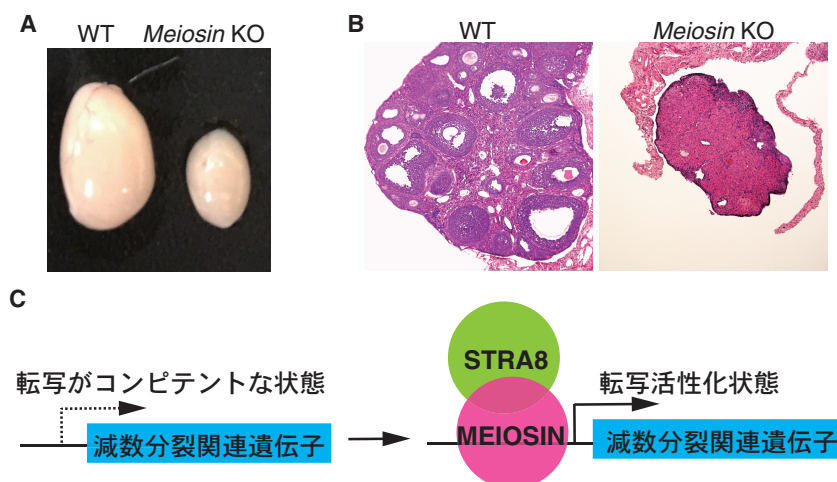 A
WT Meiosin KO
B
WT Meiosin KO
C
転写がコンピテントな状態
減数分裂関連遺伝子
STRA8
MEIOSIN
転写活性化状態
減数分裂関連遺伝子